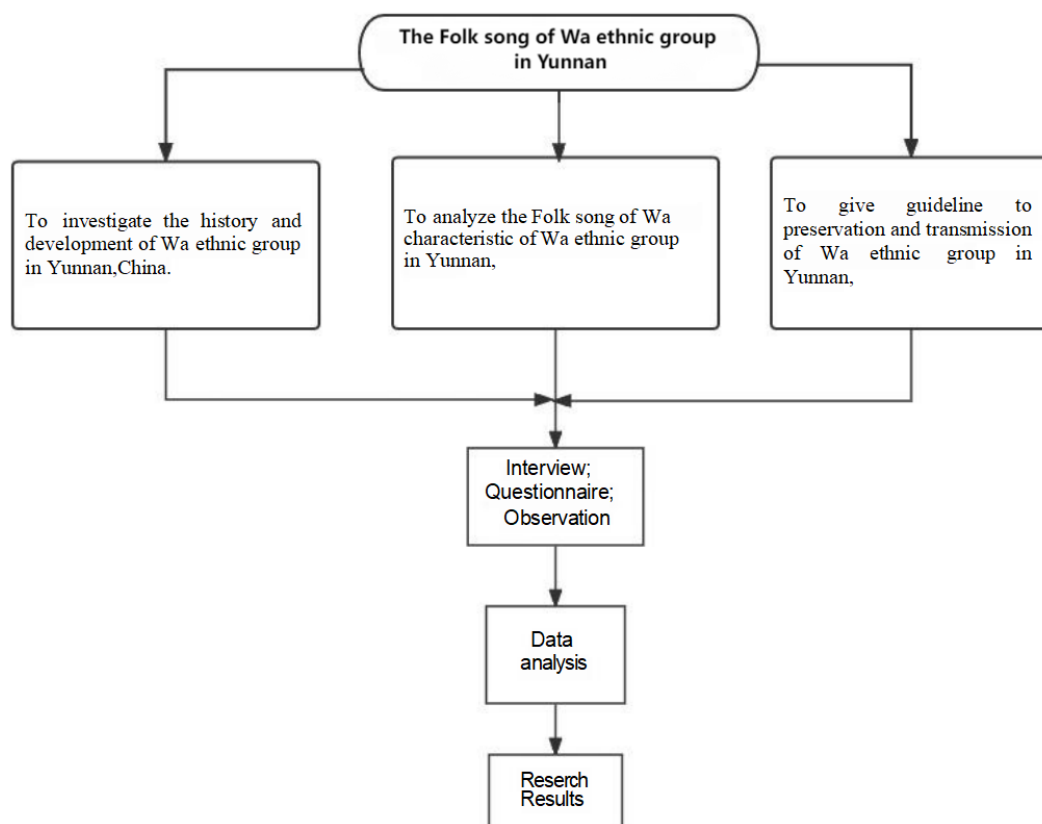 The Folk song of Wa ethnic group
in Yunnan
To investigate the history and
development of Wa ethnic group
in Yunnan,China.
To analyze the Folk song of Wa
characteristic of Wa ethnic group
in Yunnan,
To give guideline to
preservation and transmission
of Wa ethnic group in
Yunnan,
Interview;
Questionnaire;
Observation
Data
analysis
Reserch
Results